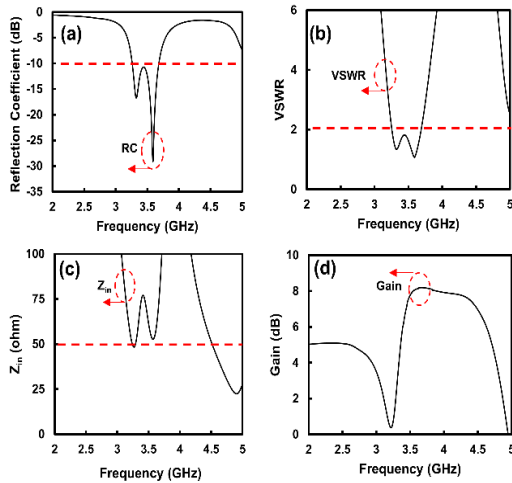 (a)
Reflection Coefficient (dB)
0
-5
-10
-15
-20
-25
-30
-35
RC
2 2.5 3 3.5 4 4.5 5
Frequency (GHz)
(b)
VSWR
6
4
2
0
VSWR
2 2.5 3 3.5 4 4.5 5
Frequency (GHz)
(c)
Zin (ohm)
100
75
50
25
0
Zin
2 2.5 3 3.5 4 4.5 5
Frequency (GHz)
(d)
Gain (dB)
10
8
6
4
2
0
Gain
2 2.5 3 3.5 4 4.5 5
Frequency (GHz)